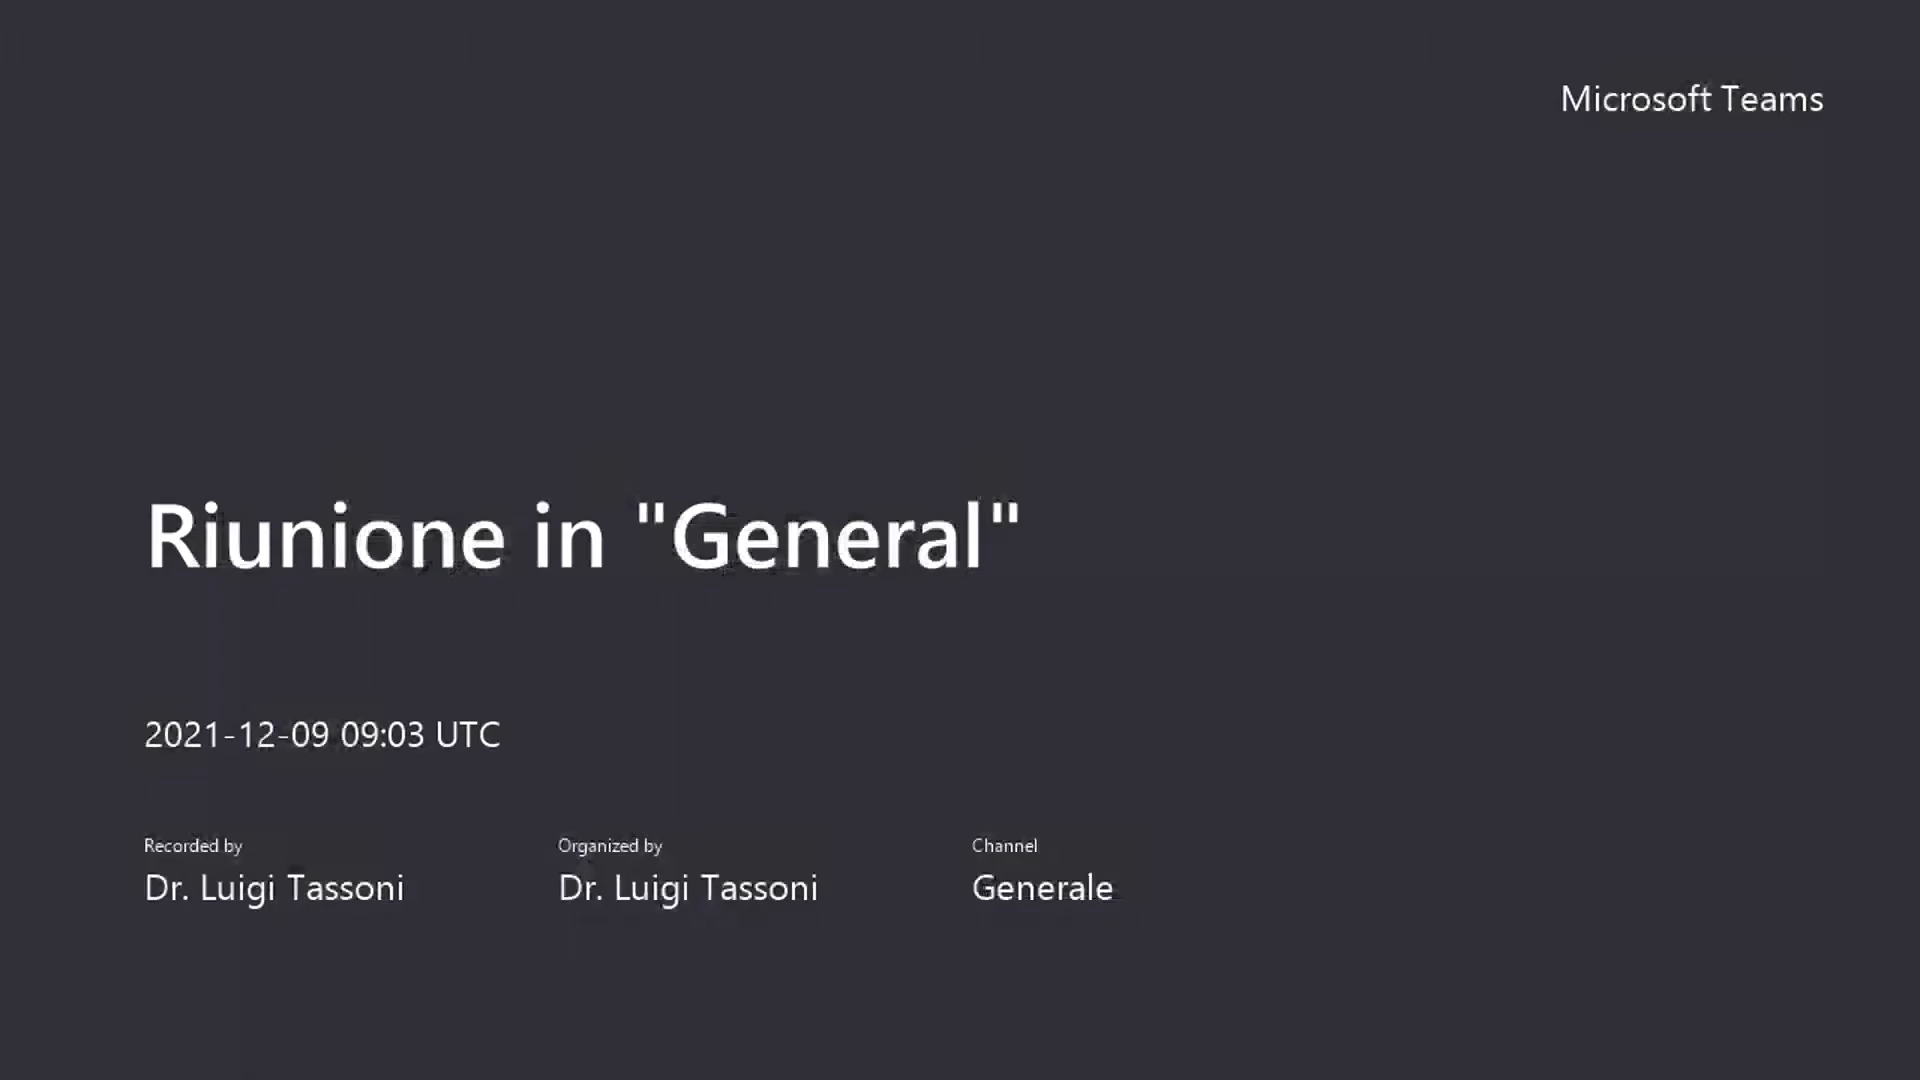 Microsoft Teams
Riunione in "General"
2021-12-09 09:03 UTC
Recorded by
Dr. Luigi Tassoni
Organized by
Dr. Luigi Tassoni
Channel
Generale